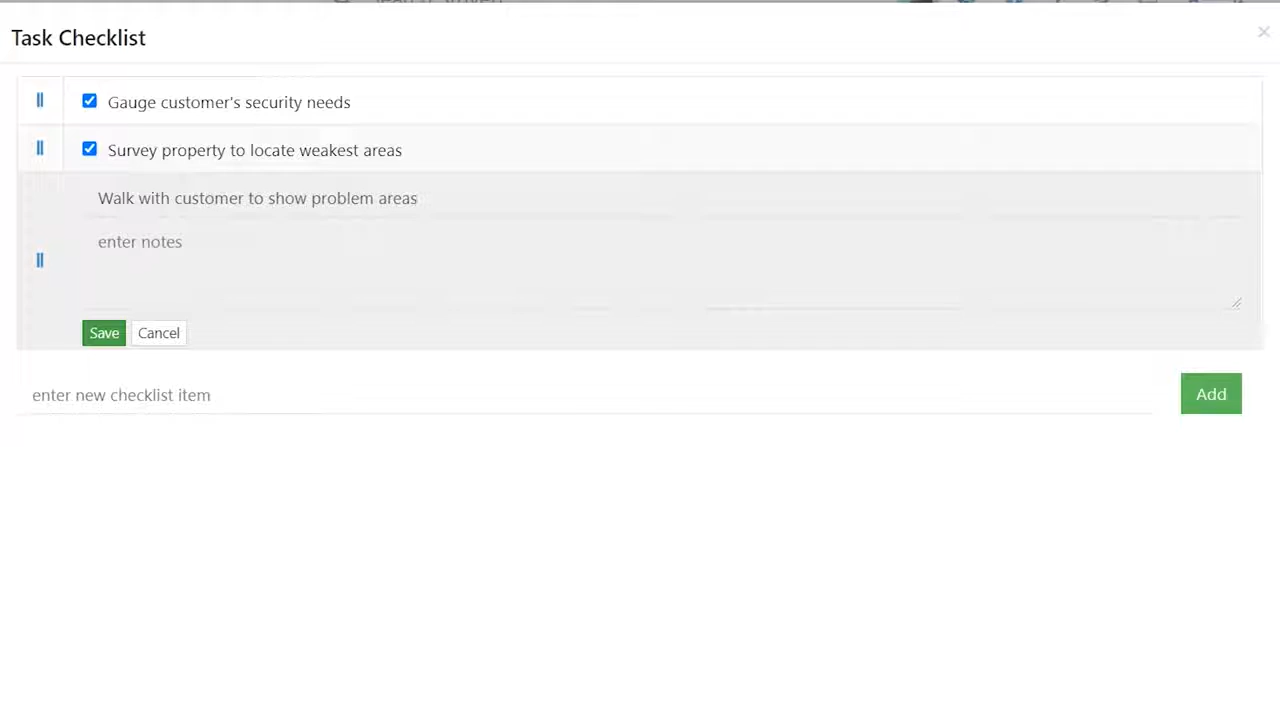 Task Checklist
Gauge customer's security needs
Survey property to locate weakest areas
Walk with customer to show problem areas
enter notes
Save Cancel
enter new checklist item
Add